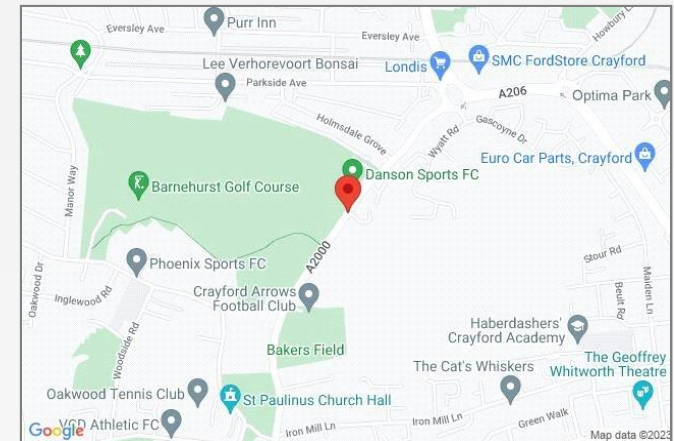 Eversley Ave
Purr Inn
Eversley Ave
Howbury L
Lee Verhorevoort Bonsai
Londis
SMC FordStore Crayford
Parkside Ave
A206
Optima Park
Holmsdale Grove
Wyatt Rd
Gascoyne Dr
Euro Car Parts, Crayford
Danson Sports FC
Barnehurst Golf Course
Manor Way
A2000
Phoenix Sports FC
Stour Rd
Oakwood Dr
Inglewood Rd
Crayford Arrows
Football Club
Beult Rd
Maiden Ln
Woodside Rd
Haberdashers'
Crayford Academy
Bakers Field
The Cat's Whiskers
The Geoffrey
Whitworth Theatre
Oakwood Tennis Club
St Paulinus Church Hall
VCD Athletic FC
Iron Mill Ln
Iron Mill Ln
Green Walk
Google
Map data ©2023